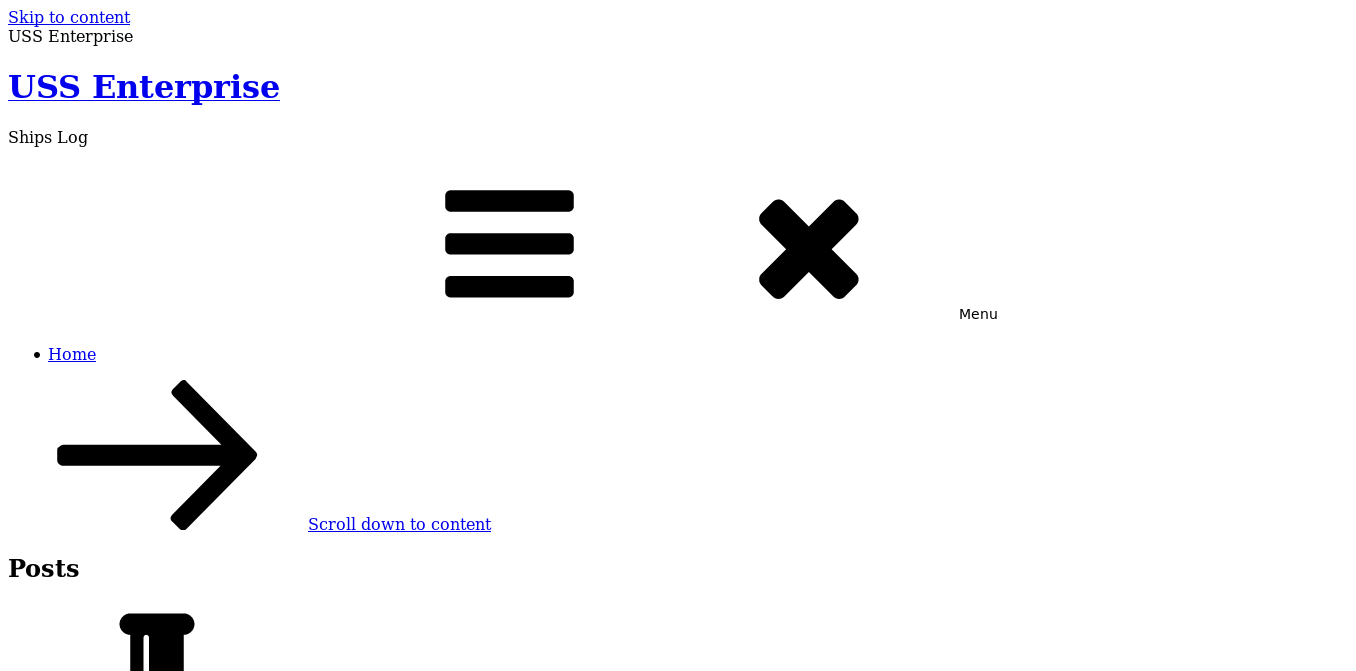 Skip to content
USS Enterprise
USS Enterprise
Ships Log
Menu
Home
Scroll down to content
Posts